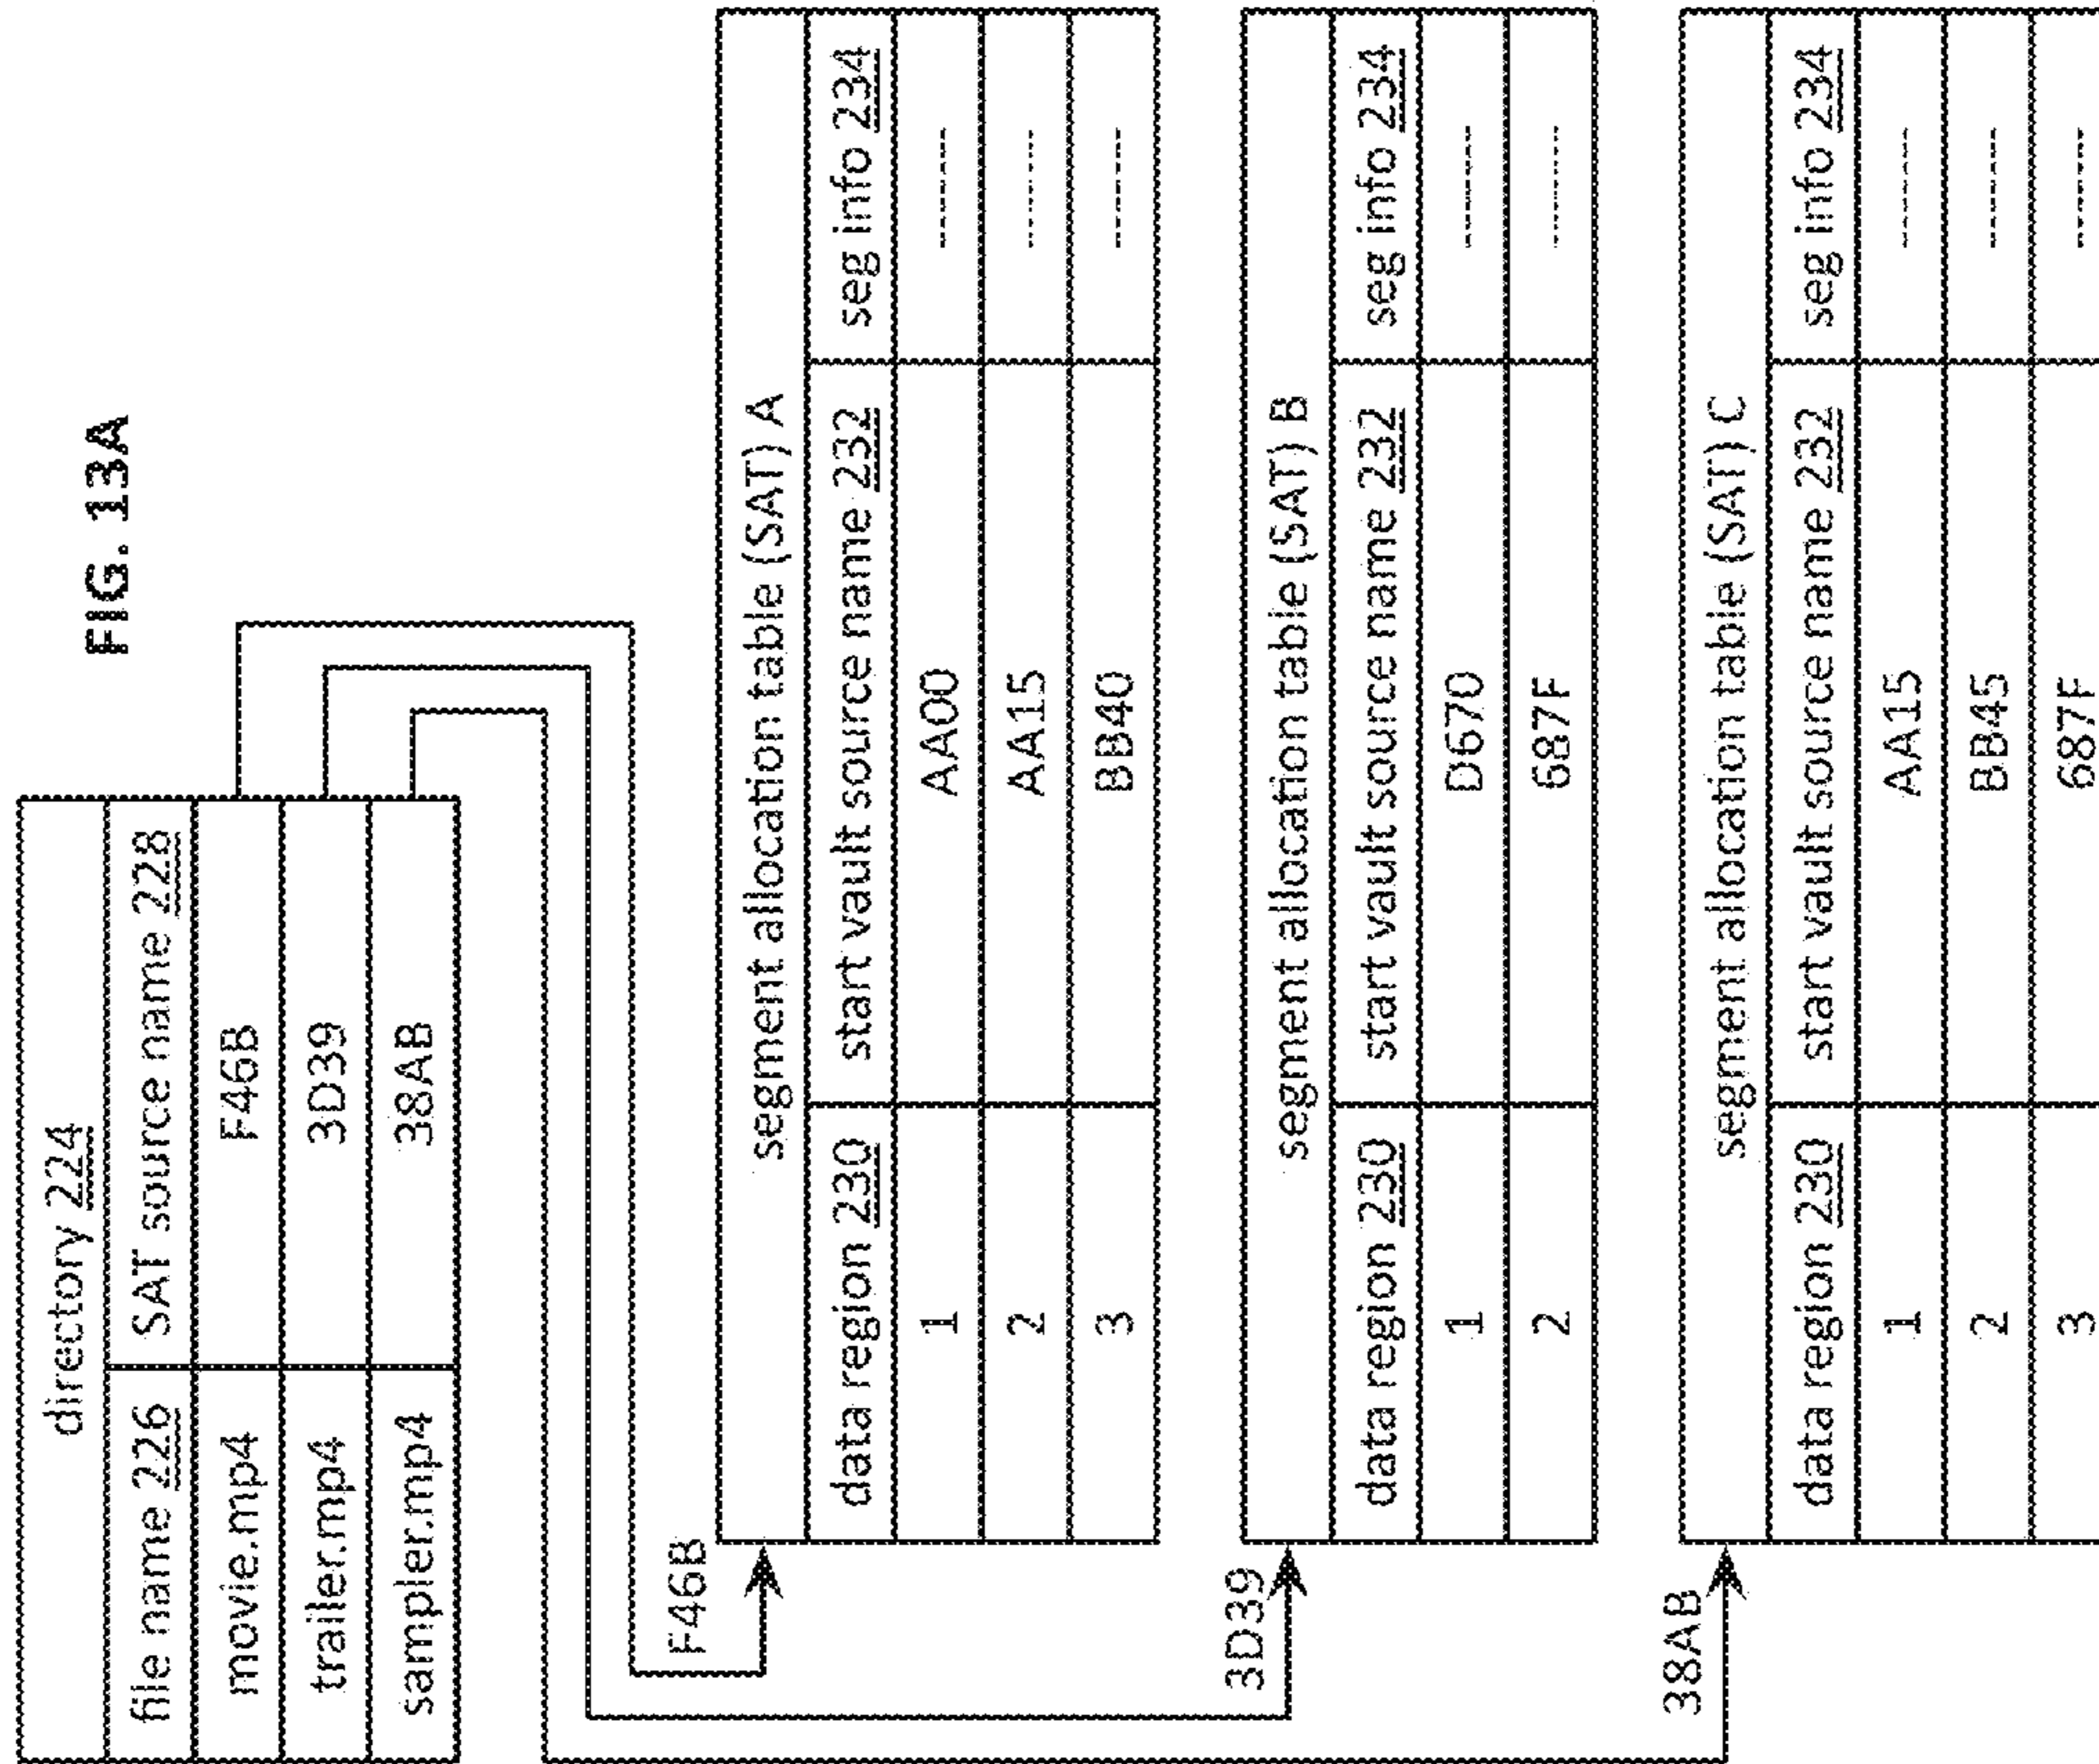 FIG. 13A
directory 224
file name 226 SAT source name 228
movie.mp4 F46B
trailer.mp4 3D39
sampler.mp4 38AB
F46B
segment allocation table (SAT) A
data region 230 start vault source name 232 seg info 234
1 AA00 -------
2 AA15 -------
3 BB40 -------
3D39
segment allocation table (SAT) B
data region 230 start vault source name 232 seg info 234
1 D670 -------
2 687F -------
38AB
segment allocation table (SAT) C
data region 230 start vault source name 232 seg info 234
1 AA15 -------
2 BB45 -------
3 687F -------